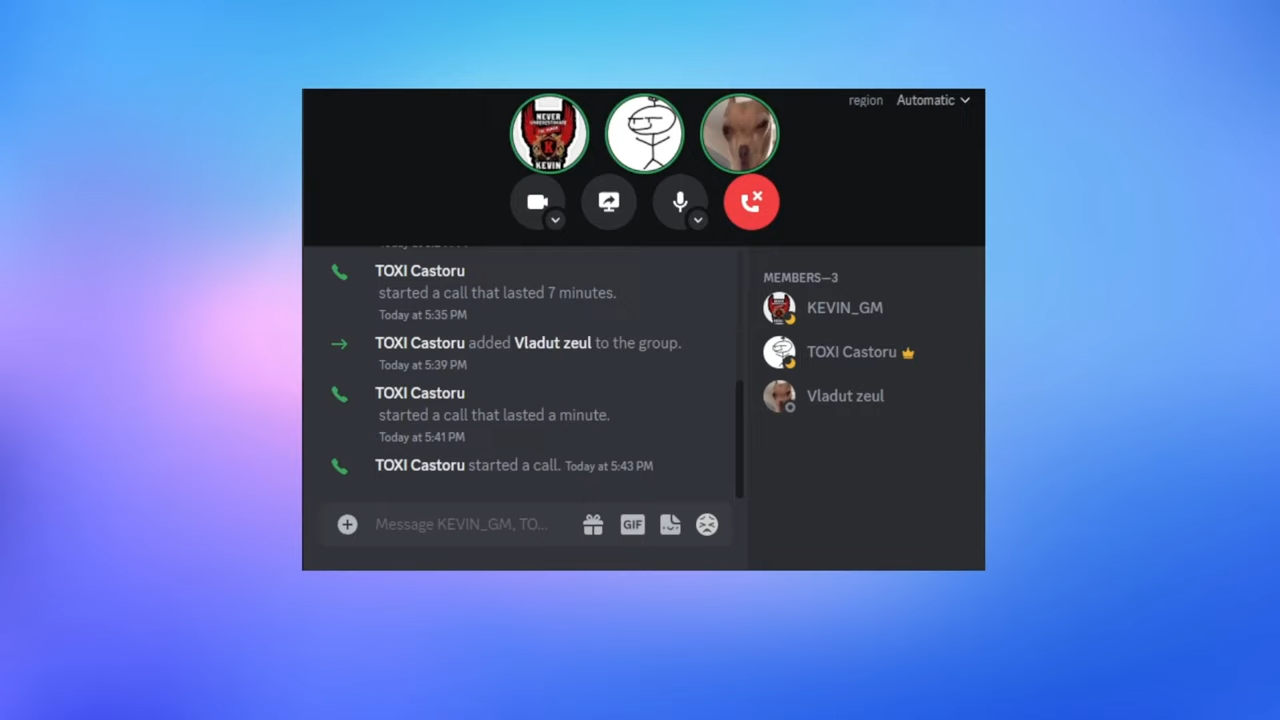 NEVER
UNDERESTIMATE
K
KEVIN
region Automatic
TOXI Castoru
started a call that lasted 7 minutes.
Today at 5:35 PM
TOXI Castoru added Vladut zeul to the group.
Today at 5:39 PM
TOXI Castoru
started a call that lasted a minute.
Today at 5:41 PM
TOXI Castoru started a call. Today at 5:43 PM
Message KEVIN_GM, TO...
GIF
MEMBERS—3
KEVIN_GM
TOXI Castoru
Vladut zeul